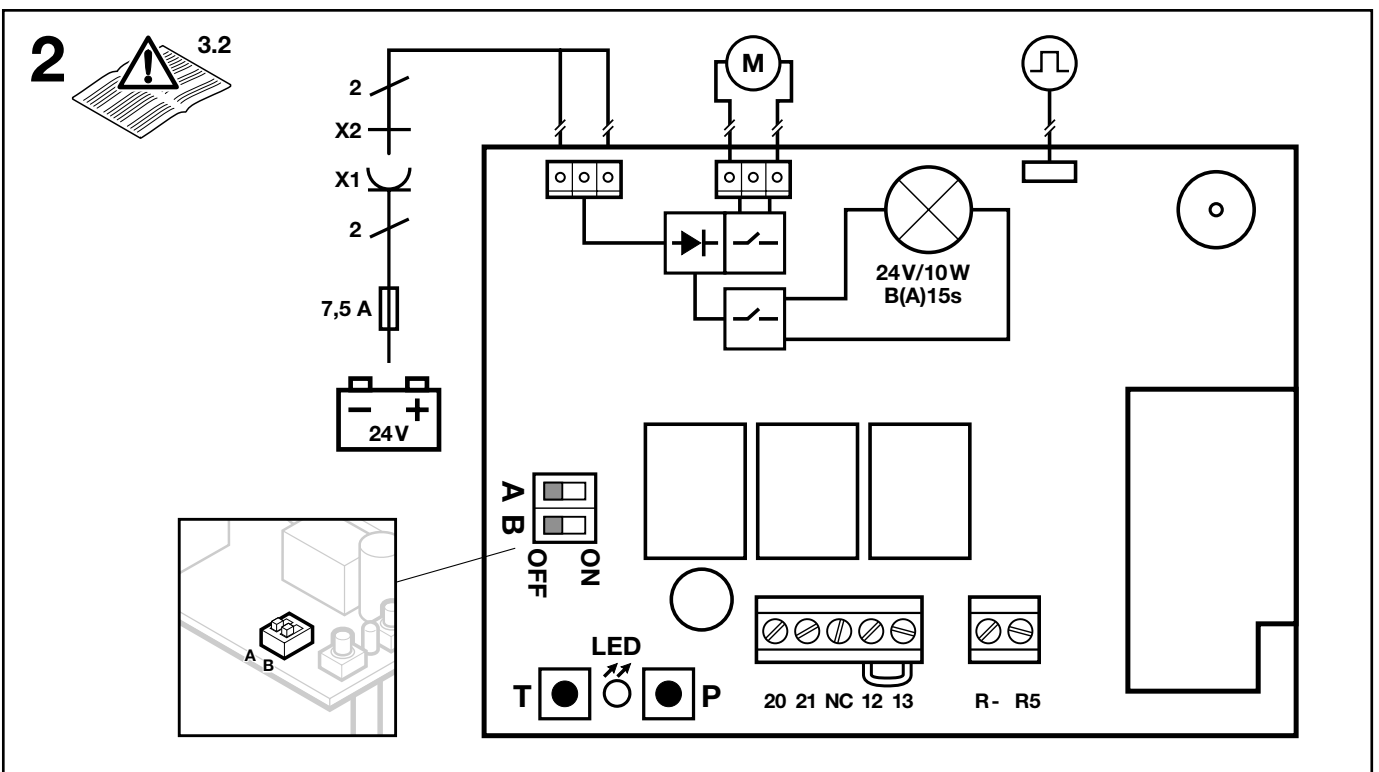 2
3.2
2
X2
X1
2
7,5 A
24V
M
24V/10W
B(A)15s
A
B
OFF
ON
A
B
LED
T
P
20 21 NC 12 13
R- R5